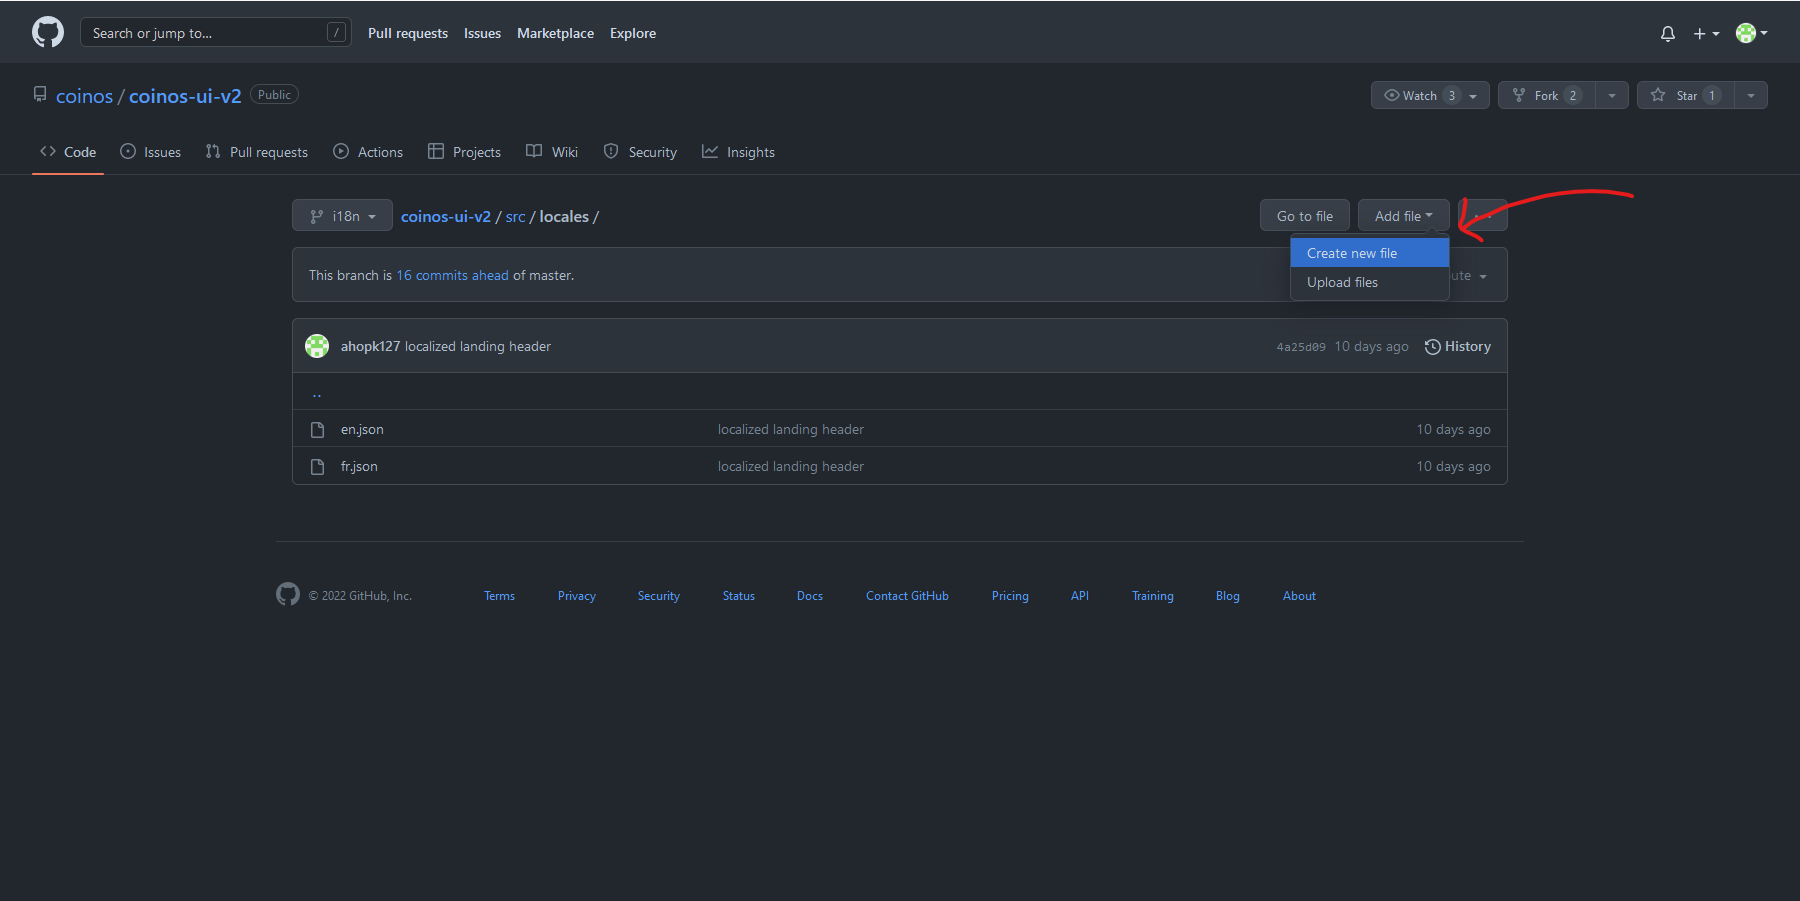 Search or jump to... / Pull requests Issues Marketplace Explore
coinos / coinos-ui-v2 Public Watch 3 Fork 2 Star 1
Code Issues Pull requests Actions Projects Wiki Security Insights
i18n coinos-ui-v2 / src / locales / Go to file Add file
Create new file
This branch is 16 commits ahead of master. ute
Upload files
ahopk127 localized landing header 4a25d09 10 days ago History
..
en.json localized landing header 10 days ago
fr.json localized landing header 10 days ago
© 2022 GitHub, Inc. Terms Privacy Security Status Docs Contact GitHub Pricing API Training Blog About